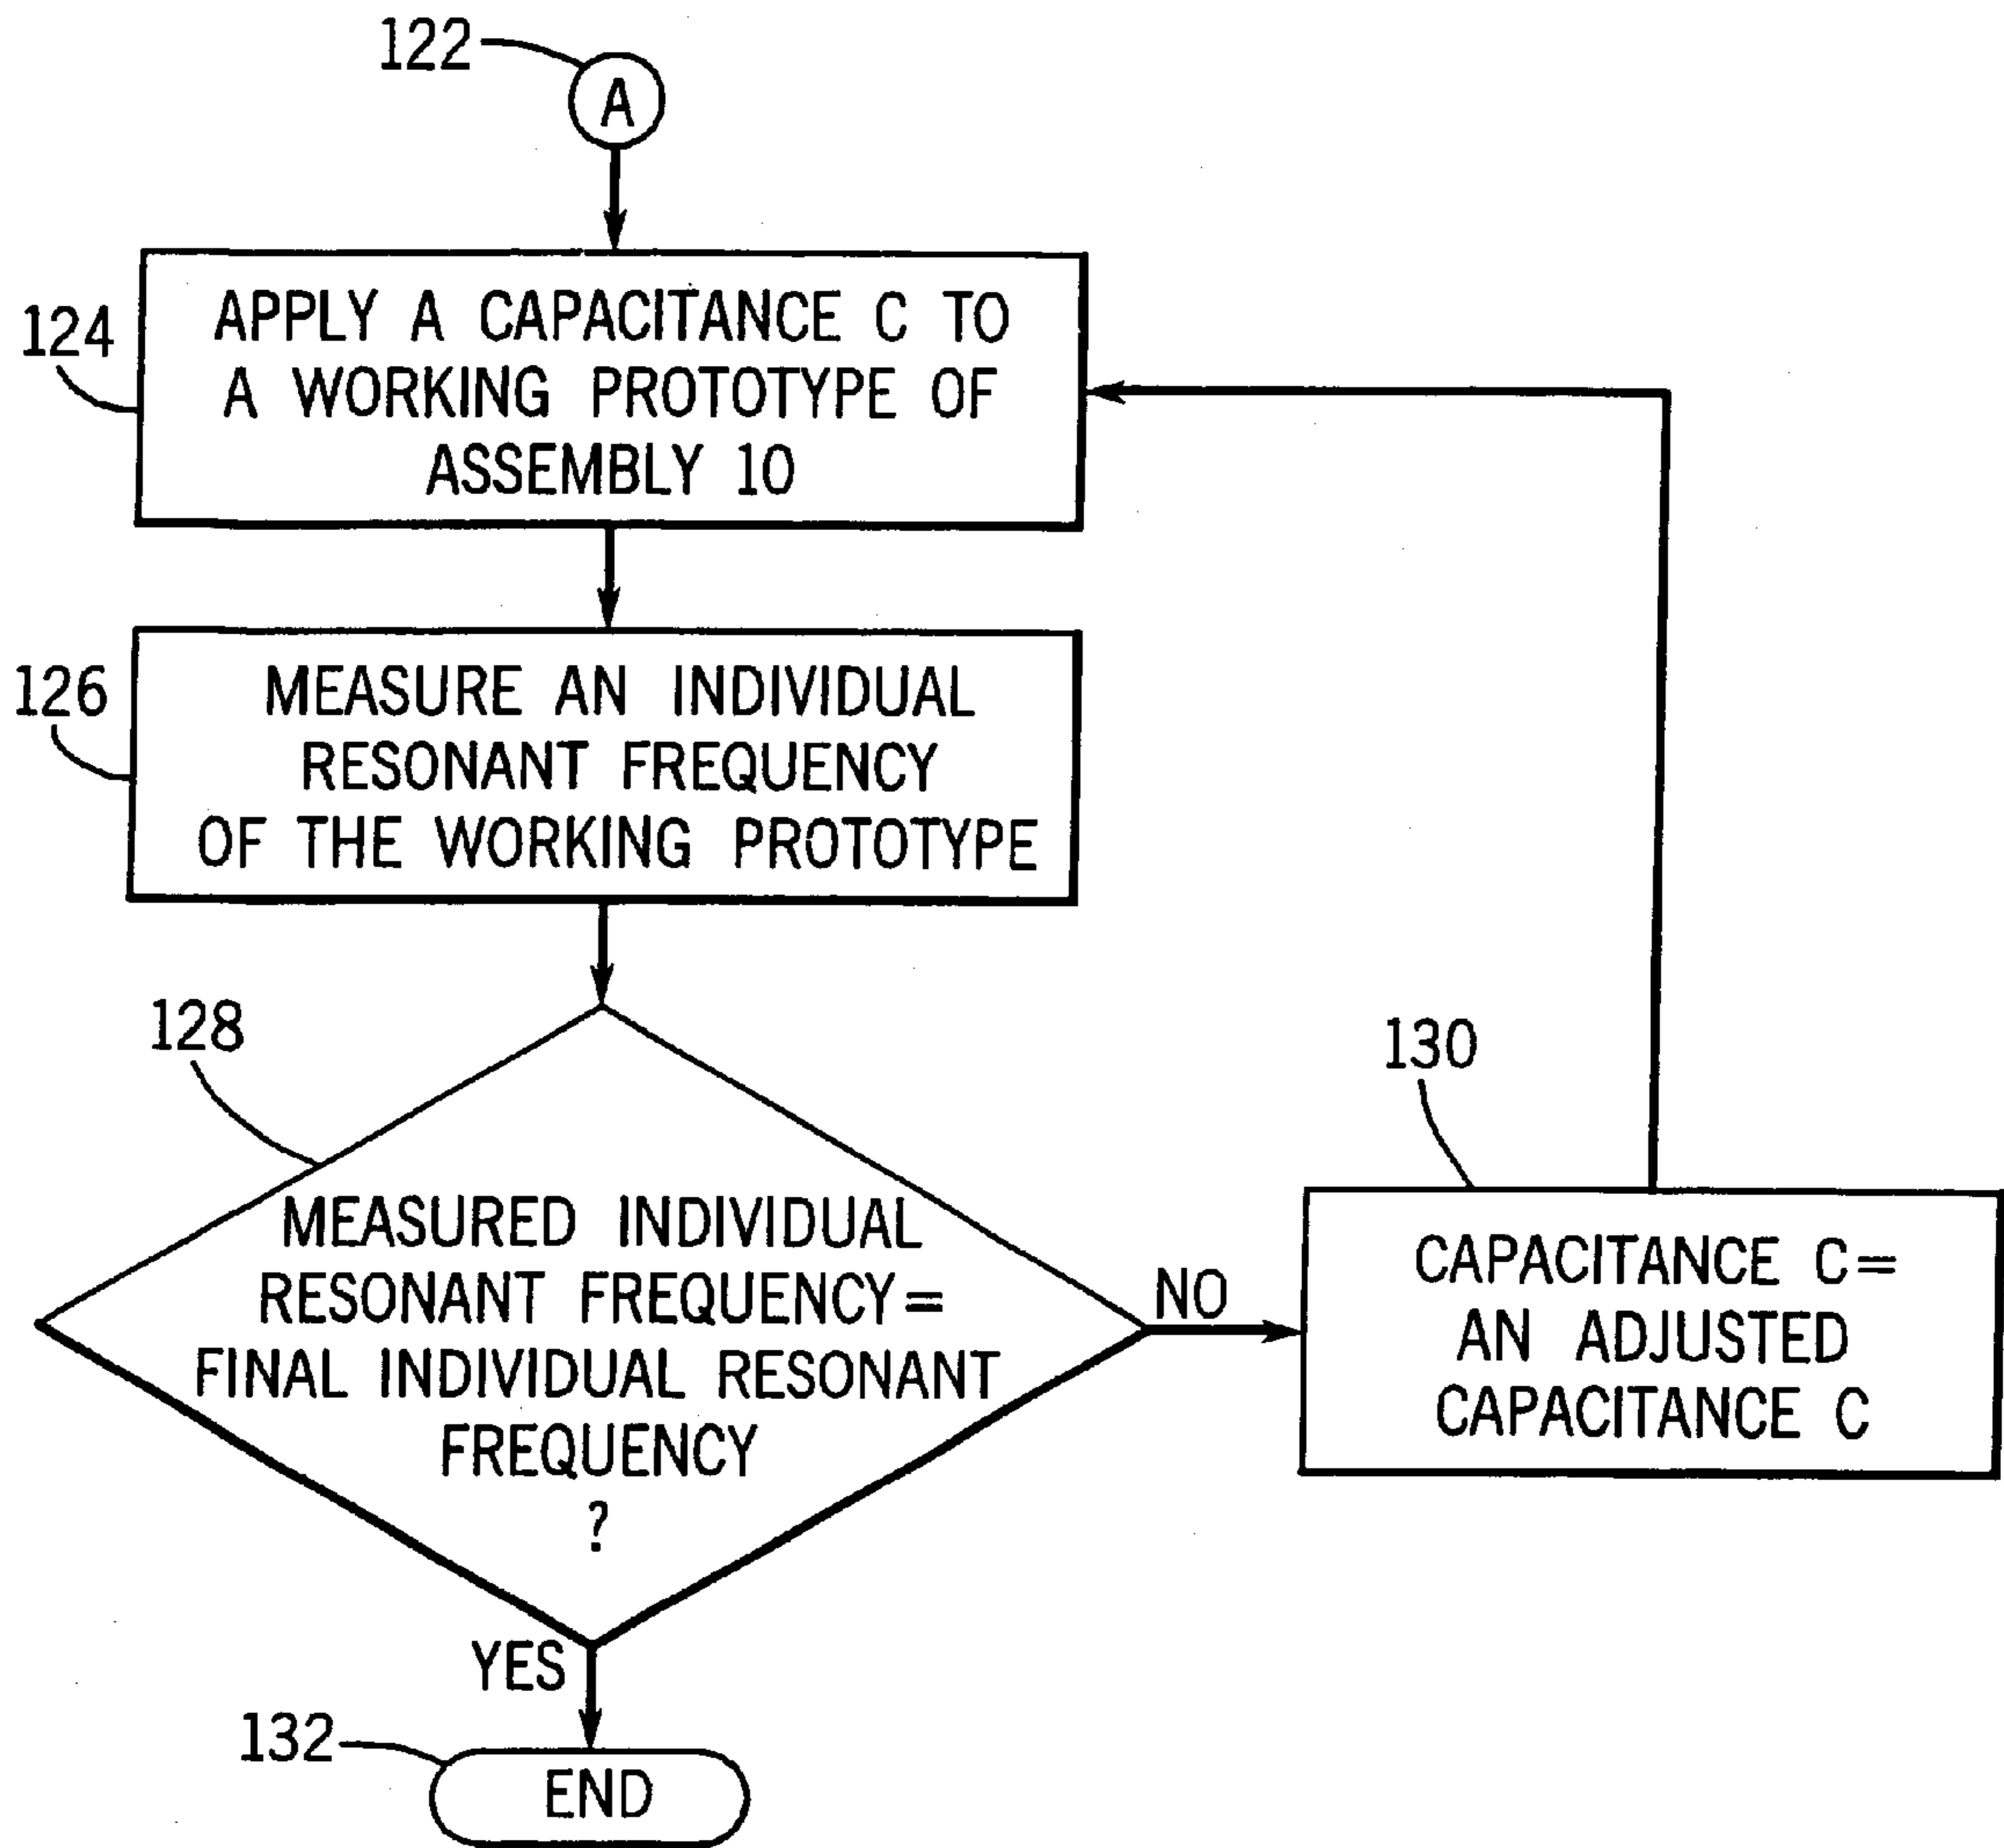 122
A
124
APPLY A CAPACITANCE C TO
A WORKING PROTOTYPE OF
ASSEMBLY 10
126
MEASURE AN INDIVIDUAL
RESONANT FREQUENCY
OF THE WORKING PROTOTYPE
128
MEASURED INDIVIDUAL
RESONANT FREQUENCY=
FINAL INDIVIDUAL RESONANT
FREQUENCY
?
NO
130
CAPACITANCE C=
AN ADJUSTED
CAPACITANCE C
YES
132
END